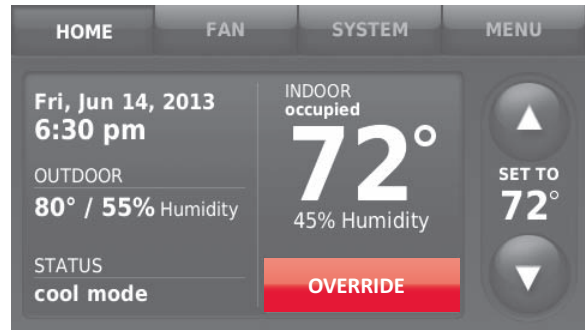 HOME
FAN
SYSTEM
MENU
Fri, Jun 14, 2013
6:30 pm
OUTDOOR
80° / 55% Humidity
STATUS
cool mode
INDOOR
occupied
72°
45% Humidity
OVERRIDE
SET TO
72°